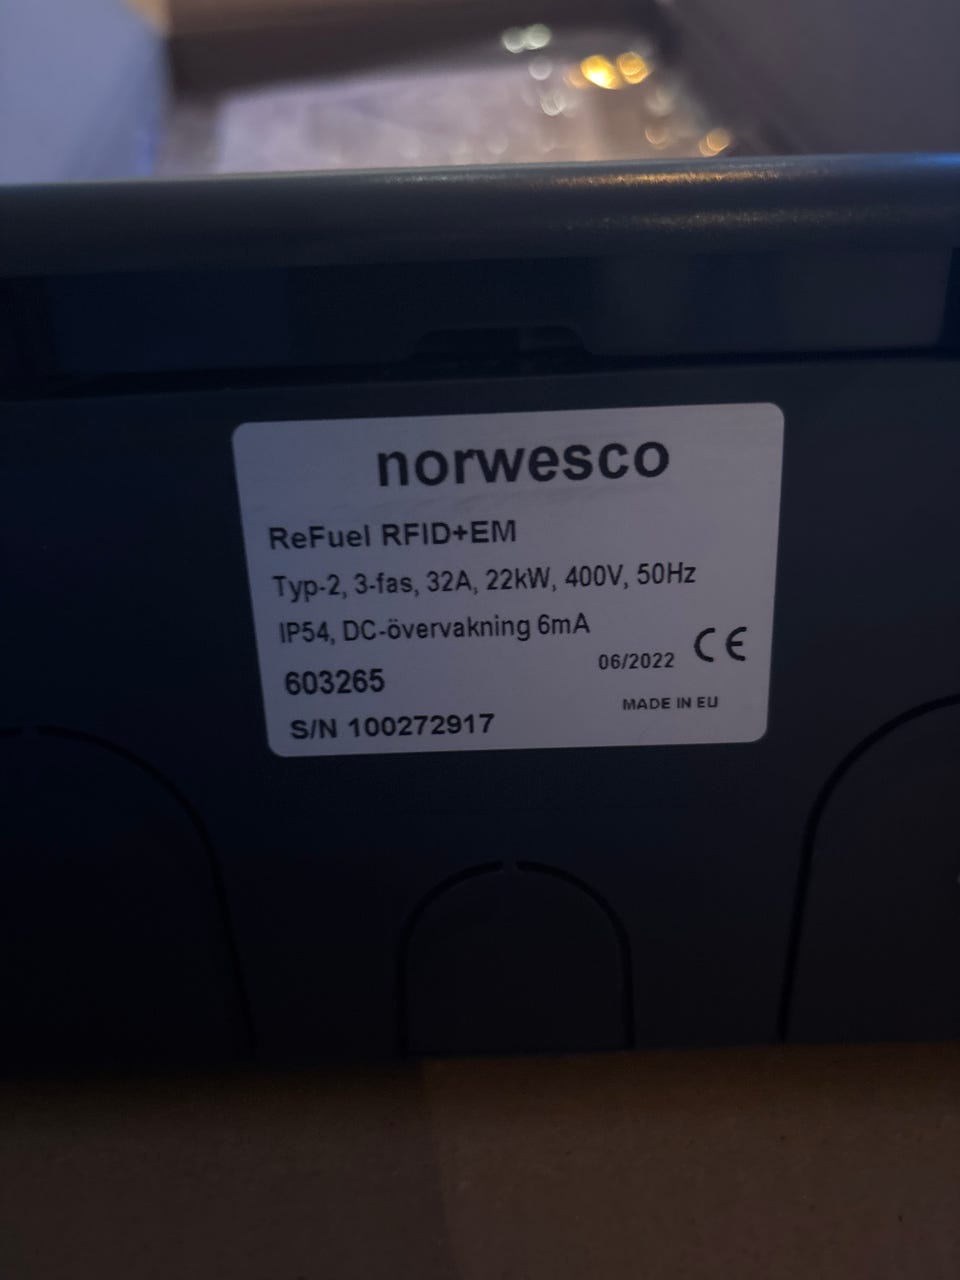 norwesco
ReFuel RFID+EM
Typ-2, 3-fas, 32A, 22kW, 400V, 50Hz
IP54, DC-övervakning 6mA
603265
06/2022 CE
S/N 100272917
MADE IN EU